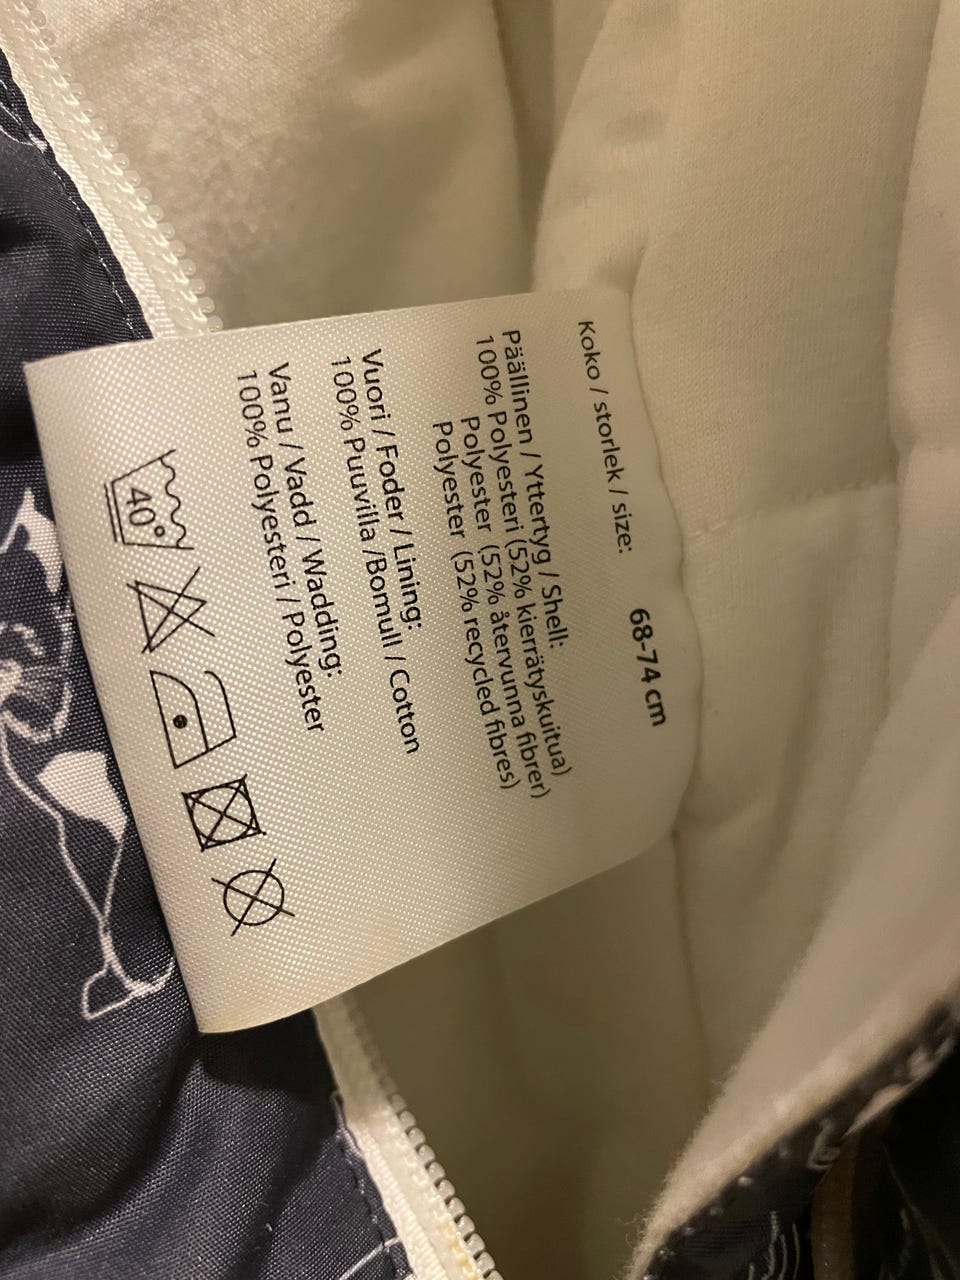 Koko / storlek / size:
68-74 cm
Päällinen / Yttertyg / Shell:
100% Polyesteri (52% kierrätyskuitua)
Polyester (52% återvunna fibrer)
Polyester (52% recycled fibres)
Vuori / Foder / Lining:
100% Puuvilla /Bomull / Cotton
Vanu / Vadd / Wadding:
100% Polyesteri / Polyester
40°